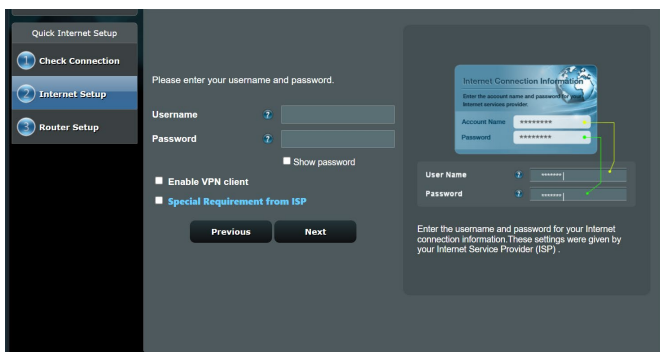 Quick Internet Setup
1 Check Connection
2 Internet Setup
3 Router Setup
Please enter your username and password.
Username ?
Password ?
Show password
Enable VPN client
Special Requirement from ISP
Previous Next
Internet Connection Information
Enter the account name and password for your
Internet services provider.
Account Name ********
Password ********
User Name ? *******
Password ? *******
Enter the username and password for your Internet
connection information.These settings were given by
your Internet Service Provider (ISP) .